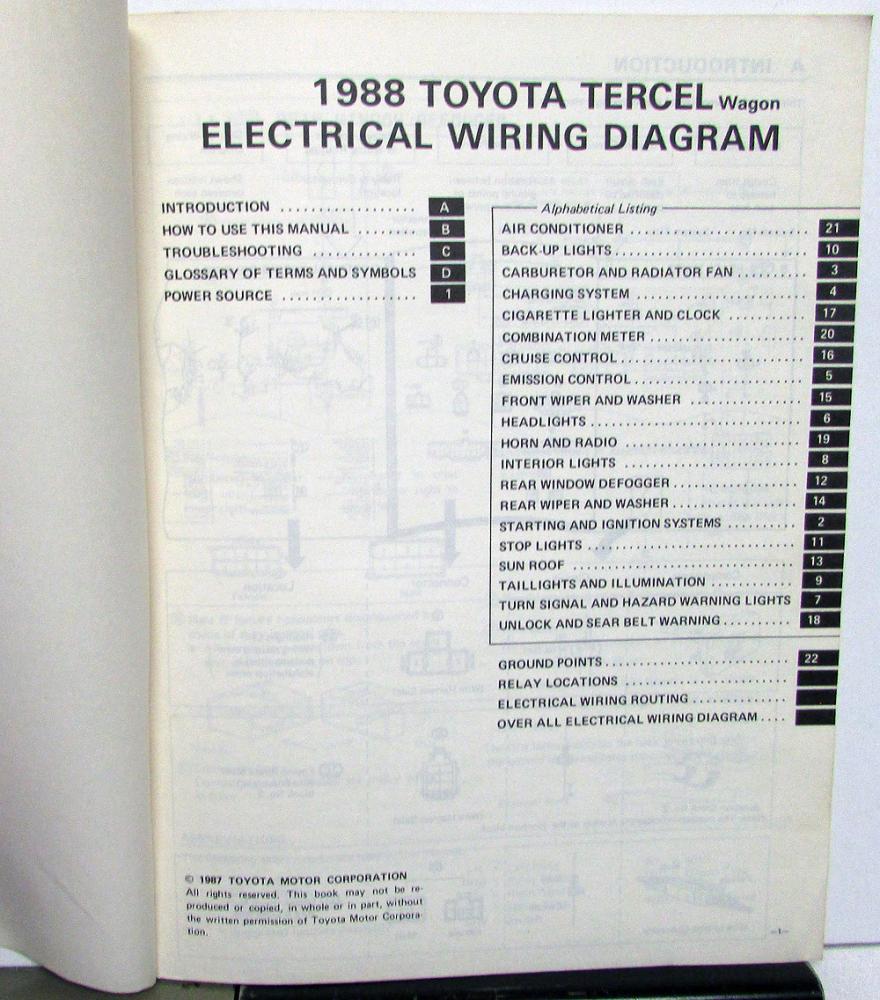 1988 TOYOTA TERCEL Wagon
ELECTRICAL WIRING DIAGRAM
INTRODUCTION .................. A
HOW TO USE THIS MANUAL ........ B
TROUBLESHOOTING .............. C
GLOSSARY OF TERMS AND SYMBOLS D
POWER SOURCE .................. 1
Alphabetical Listing
AIR CONDITIONER ........................ 21
BACK-UP LIGHTS.......................... 10
CARBURETOR AND RADIATOR FAN ......... 3
CHARGING SYSTEM ....................... 4
CIGARETTE LIGHTER AND CLOCK .......... 17
COMBINATION METER ..................... 20
CRUISE CONTROL......................... 16
EMISSION CONTROL....................... 5
FRONT WIPER AND WASHER .............. 15
HEADLIGHTS ............................ 6
HORN AND RADIO ........................ 19
INTERIOR LIGHTS ....................... 8
REAR WINDOW DEFOGGER ................. 12
REAR WIPER AND WASHER ................ 14
STARTING AND IGNITION SYSTEMS ......... 2
STOP LIGHTS ........................... 11
SUN ROOF .............................. 13
TAILLIGHTS AND ILLUMINATION ........... 9
TURN SIGNAL AND HAZARD WARNING LIGHTS 7
UNLOCK AND SEAR BELT WARNING.......... 18
GROUND POINTS......................... 22
RELAY LOCATIONS .......................
ELECTRICAL WIRING ROUTING .............
OVER ALL ELECTRICAL WIRING DIAGRAM ....
© 1987 TOYOTA MOTOR CORPORATION
All rights reserved. This book may not be re-
produced or copied, in whole or in part, without
the written permission of Toyota Motor Corpora-
tion.
–1–